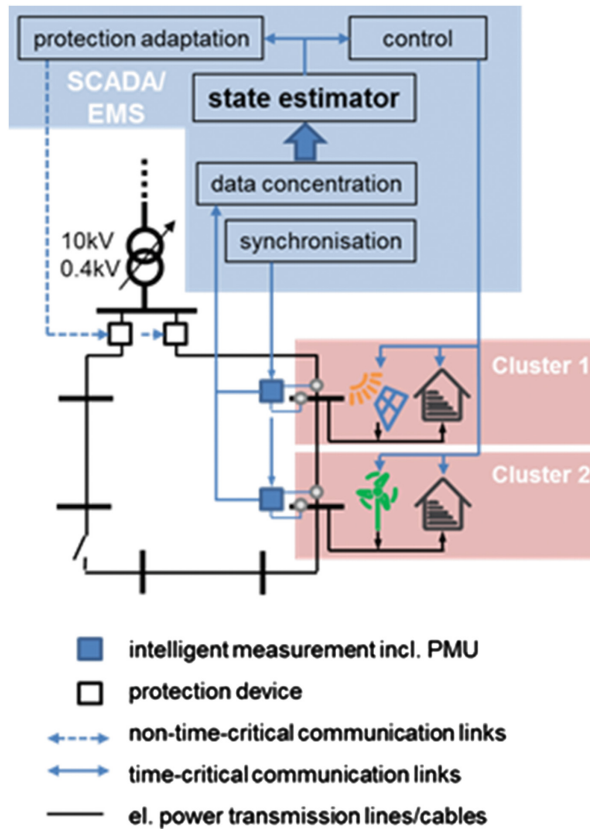 protection adaptation
control
SCADA/
EMS
state estimator
data concentration
synchronisation
10kV
0.4kV
Cluster 1
Cluster 2
intelligent measurement incl. PMU
protection device
non-time-critical communication links
time-critical communication links
el. power transmission lines/cables